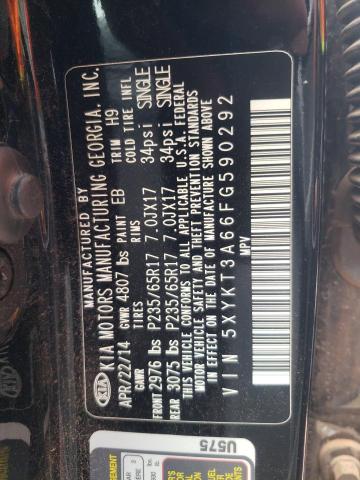 MANUFACTURED BY
KIA MOTORS MANUFACTURING GEORGIA, INC.
KIA
APR/22/14 GVWR 4807 lbs PAINT EB TRIM H9
GAWR TIRES RIMS COLD TIRE INFL
FRONT 2976 lbs P235/65R17 7.0JX17 34psi SINGLE
REAR 3075 lbs P235/65R17 7.0JX17 34psi SINGLE
THIS VEHICLE CONFORMS TO ALL APPLICABLE U.S.A. FEDERAL
MOTOR VEHICLE SAFETY AND THEFT PREVENTION STANDARDS
IN EFFECT ON THE DATE OF MANUFACTURE SHOWN ABOVE
VIN 5XYKT3A66FG590292
MPV
U575